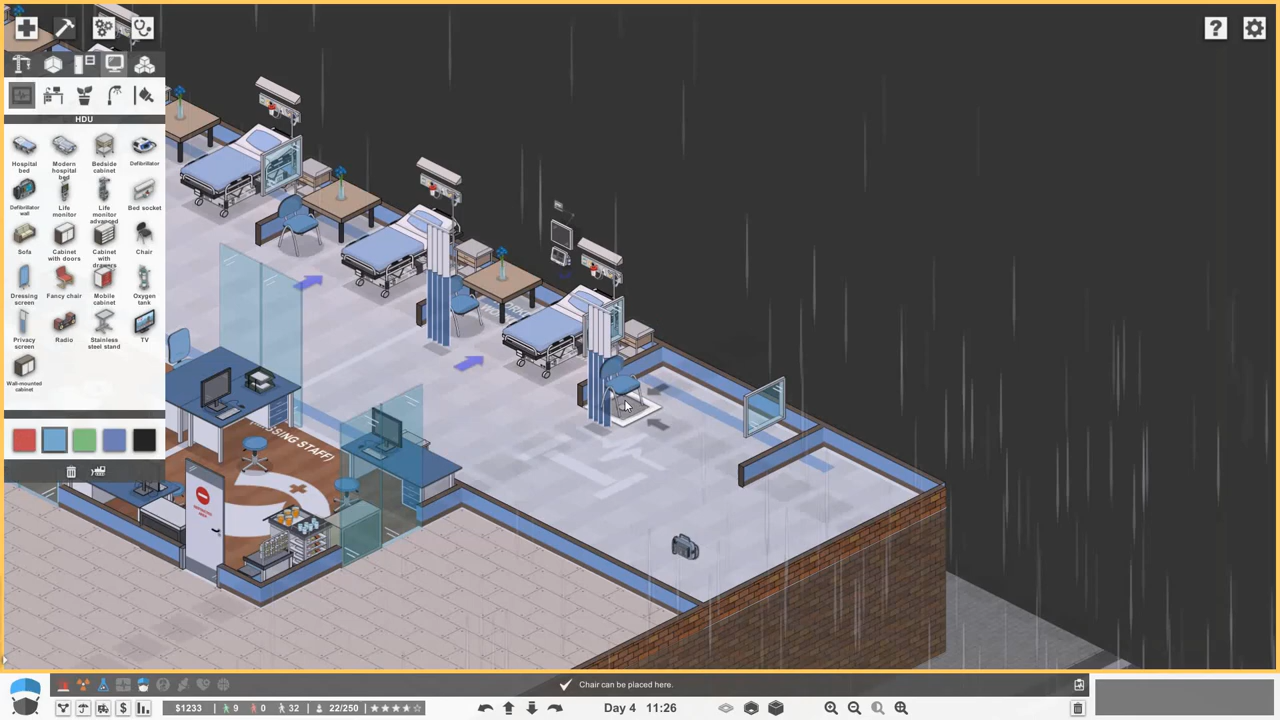 HDU
Hospital bed
Modern hospital bed
Bedside cabinet
Defibrillator
Defibrillator wall
Life monitor
Life monitor advanced
Bed socket
Sofa
Cabinet with doors
Cabinet with drawers
Chair
Dressing screen
Fancy chair
Mobile cabinet
Oxygen tank
Privacy screen
Radio
Stainless steel stand
TV
Wall-mounted cabinet
NURSING STAFF)
Chair can be placed here.
$1233
9
0
32
22/250
Day 4 11:26